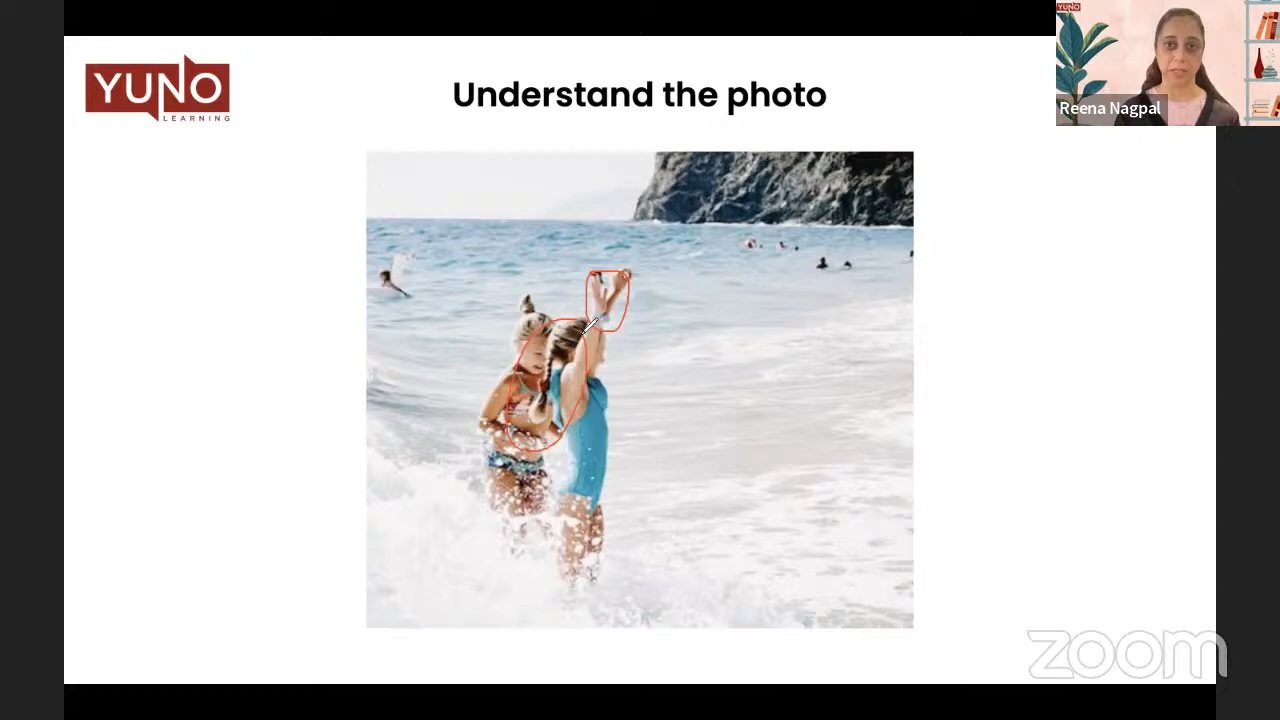 YUNO
LEARNING
Understand the photo
YUNO
Reena Nagpal
zoom